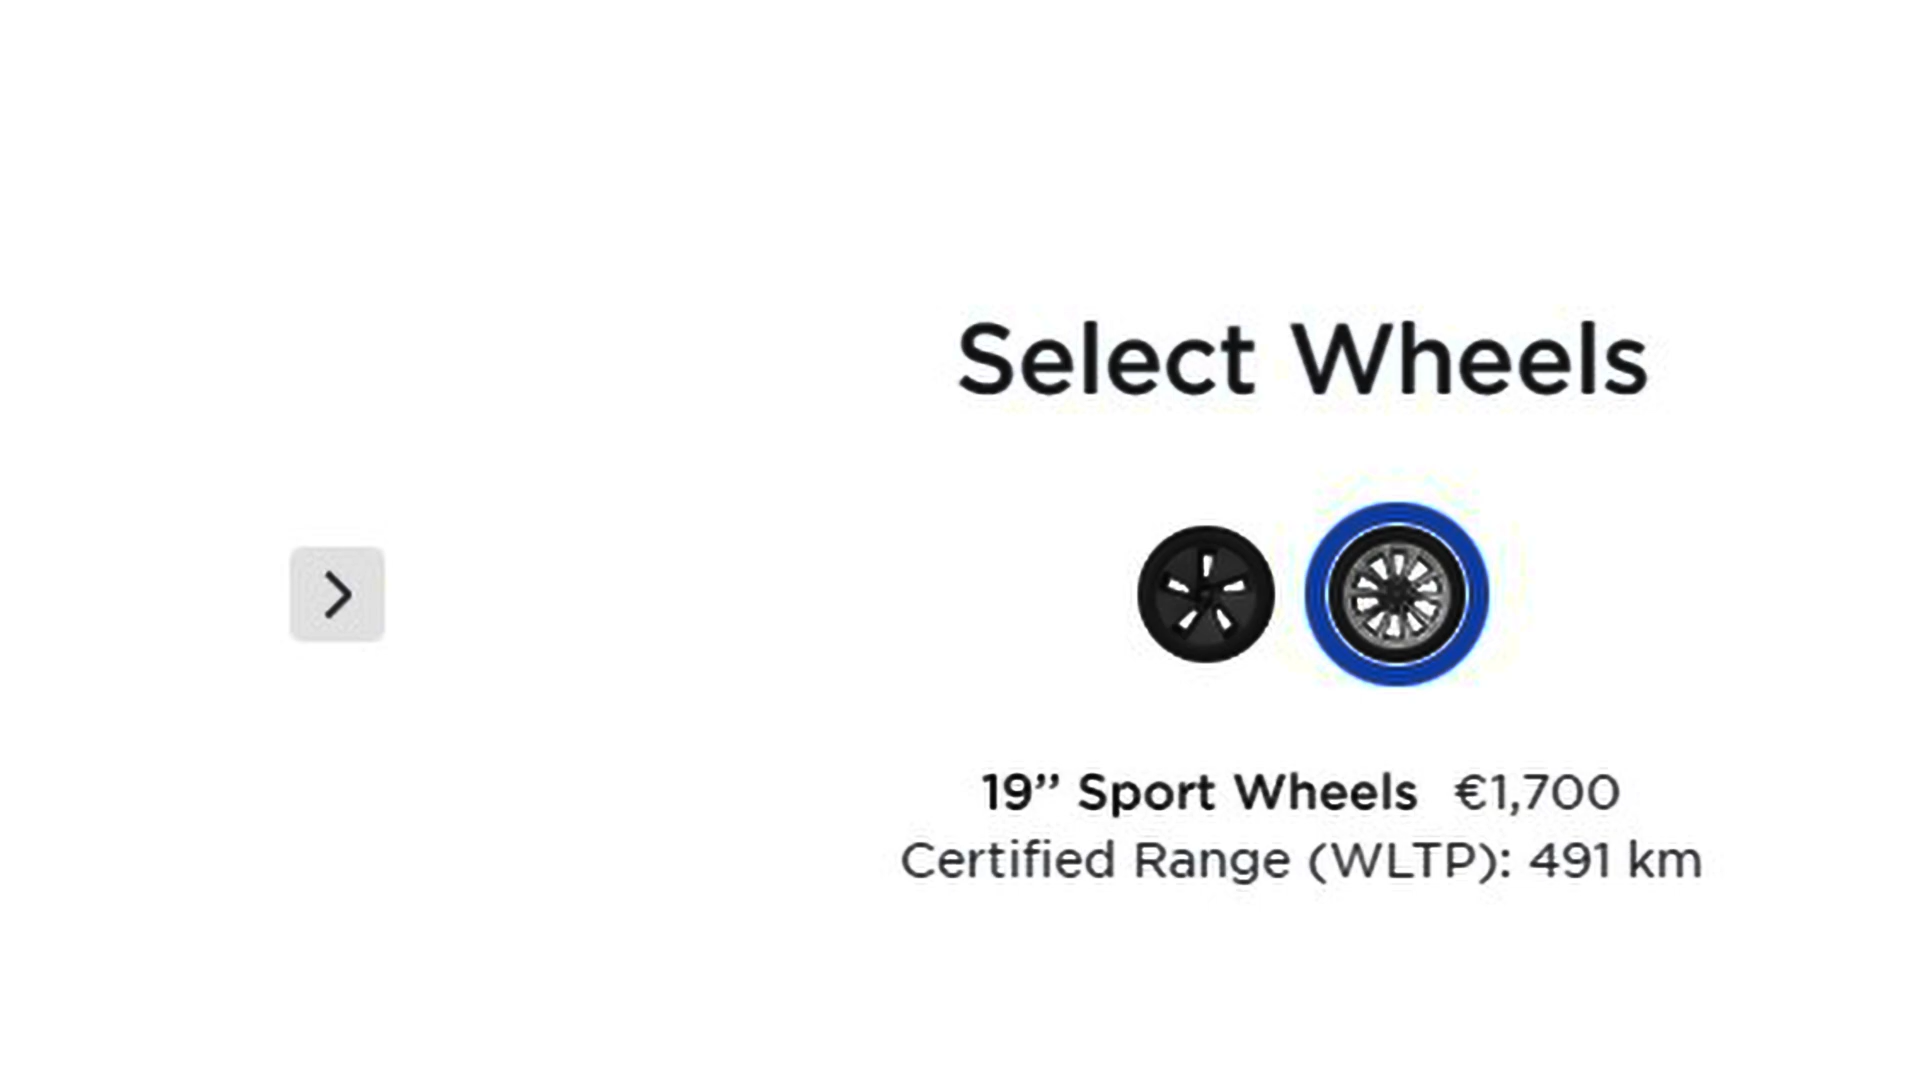 Select Wheels
19” Sport Wheels €1,700
Certified Range (WLTP): 491 km